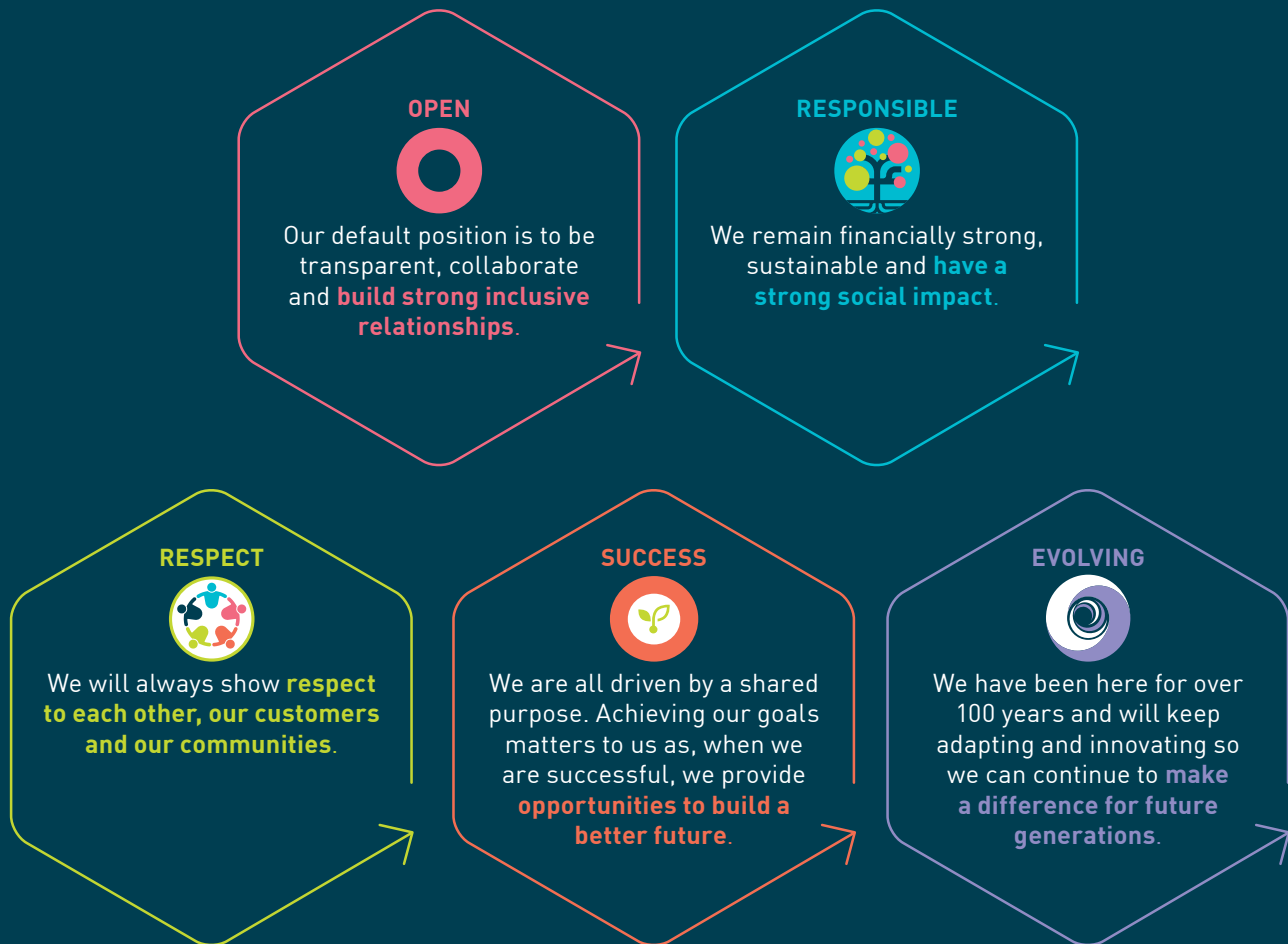 OPEN
Our default position is to be
transparent, collaborate
and build strong inclusive
relationships.
RESPONSIBLE
We remain financially strong,
sustainable and have a
strong social impact.
RESPECT
We will always show respect
to each other, our customers
and our communities.
SUCCESS
We are all driven by a shared
purpose. Achieving our goals
matters to us as, when we
are successful, we provide
opportunities to build a
better future.
EVOLVING
We have been here for over
100 years and will keep
adapting and innovating so
we can continue to make
a difference for future
generations.